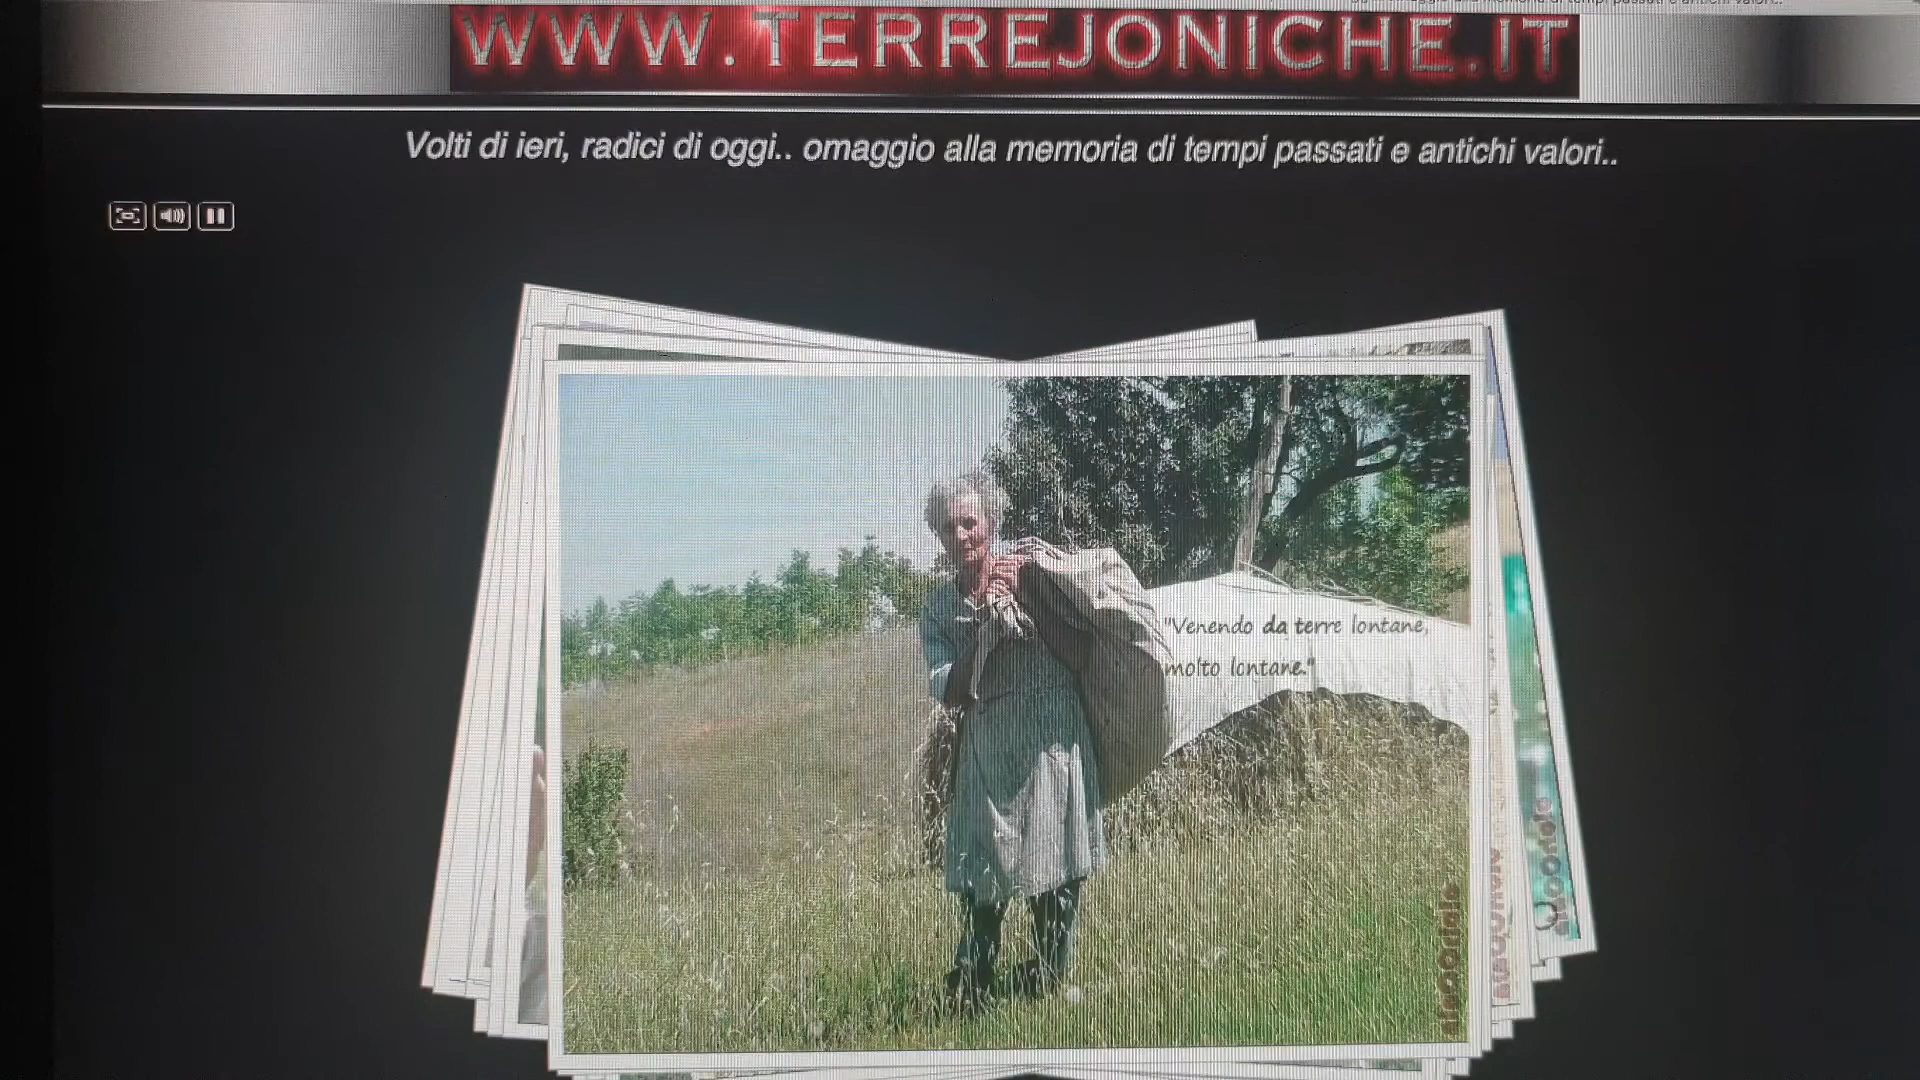 WWW.TERREJONICHE.IT
Volti di ieri, radici di oggi.. omaggio alla memoria di tempi passati e antichi valori..
"Venendo da terre lontane,
molto lontane."